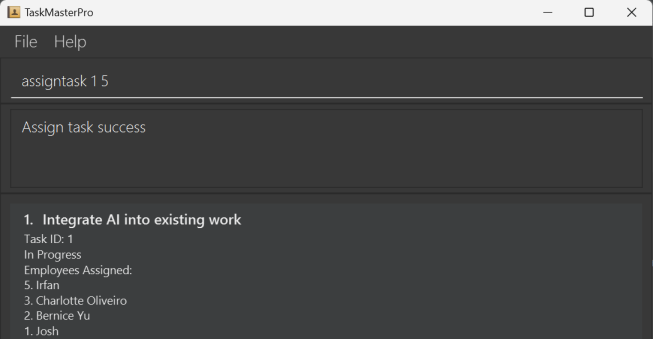 TaskMasterPro
File Help
assigntask 1 5
Assign task success
1. Integrate AI into existing work
Task ID: 1
In Progress
Employees Assigned:
5. Irfan
3. Charlotte Oliveiro
2. Bernice Yu
1. Josh